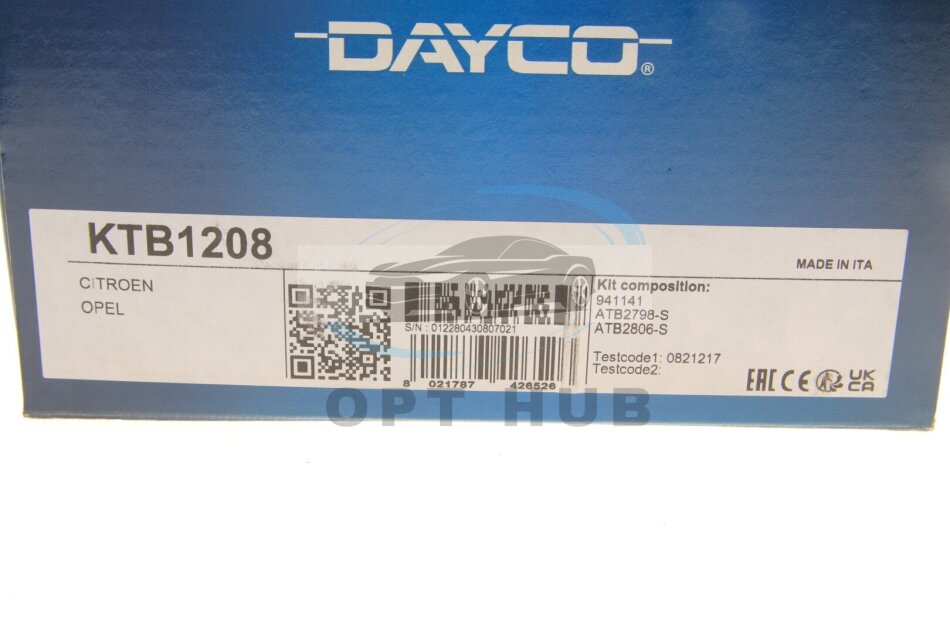 DAYCO®
KTB1208
MADE IN ITA
CITROEN
OPEL
S/N : 012280430807021
8 021787 426526
Kit composition:
941141
ATB2798-S
ATB2806-S
Testcode1: 0821217
Testcode2:
EAC CE UK CA
OPT HUB